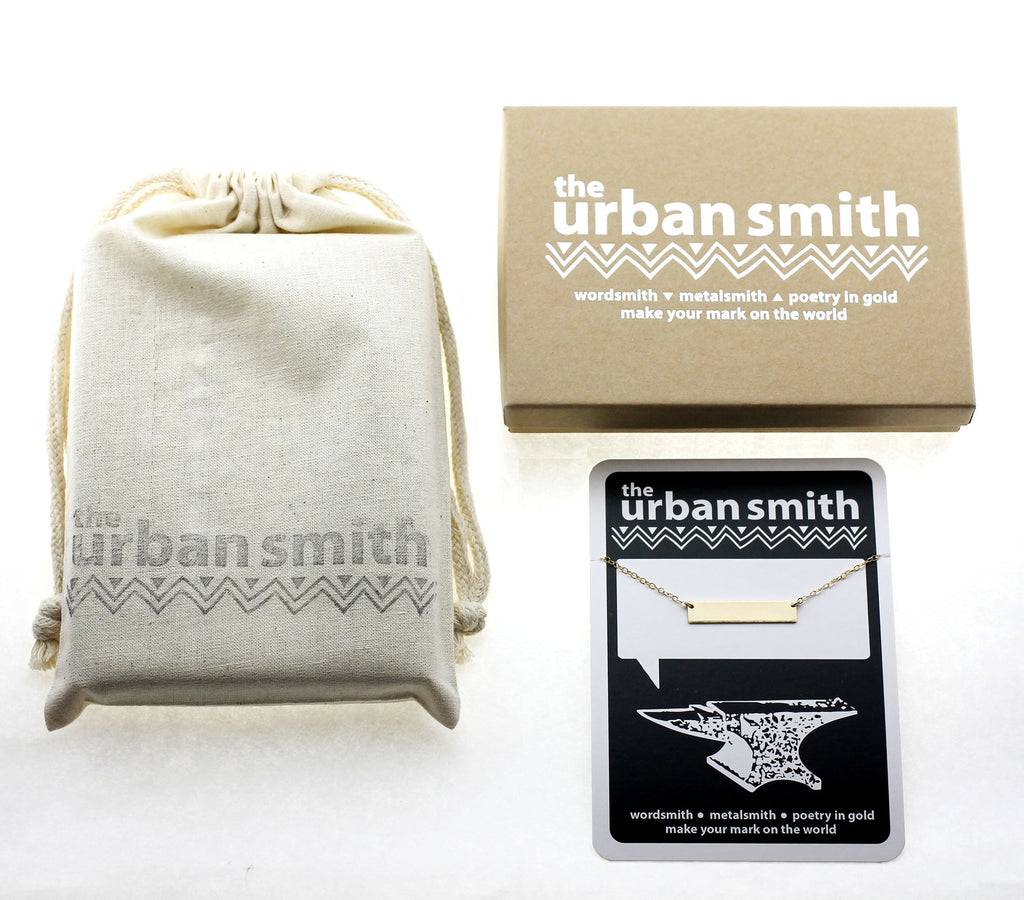 the
urban smith
the
urban smith
wordsmith ▼ metalsmith ▲ poetry in gold
make your mark on the world
the
urban smith
wordsmith ● metalsmith ● poetry in gold
make your mark on the world